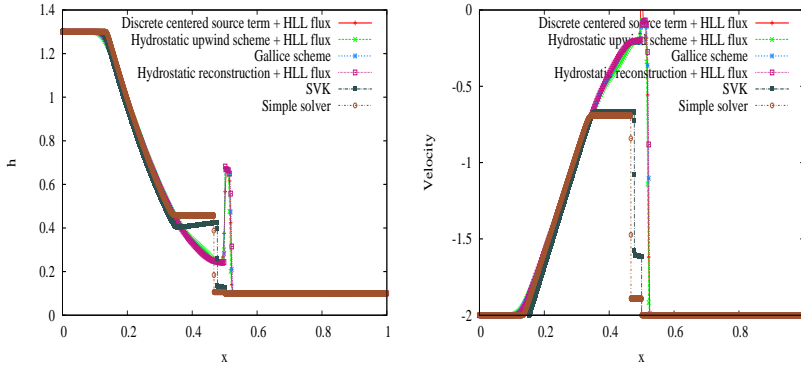 1.4
1.2
1
0.8
0.6
0.4
0.2
0
h
0
0.2
0.4
0.6
0.8
1
x
Discrete centered source term + HLL flux
Hydrostatic upwind scheme + HLL flux
Gallice scheme
Hydrostatic reconstruction + HLL flux
SVK
Simple solver
0
-0.5
-1
-1.5
-2
Velocity
0
0.2
0.4
0.6
0.8
x
Discrete centered source term + HLL flux
Hydrostatic upwind scheme + HLL flux
Gallice scheme
Hydrostatic reconstruction + HLL flux
SVK
Simple solver